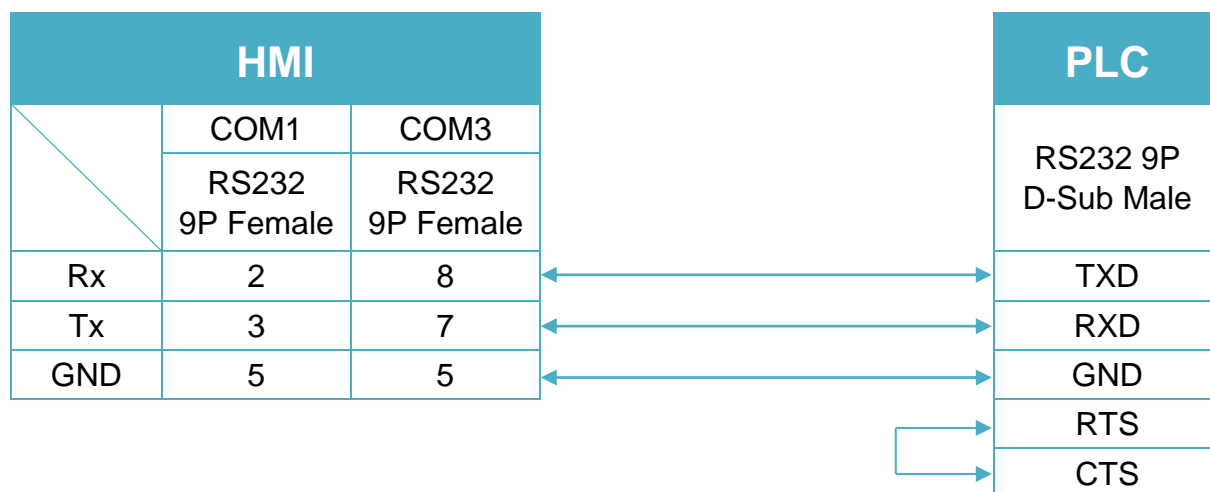 HMI
PLC
COM1
COM3
RS232
9P Female
RS232
9P Female
RS232 9P
D-Sub Male
Rx
2
8
TXD
Tx
3
7
RXD
GND
5
5
GND
RTS
CTS